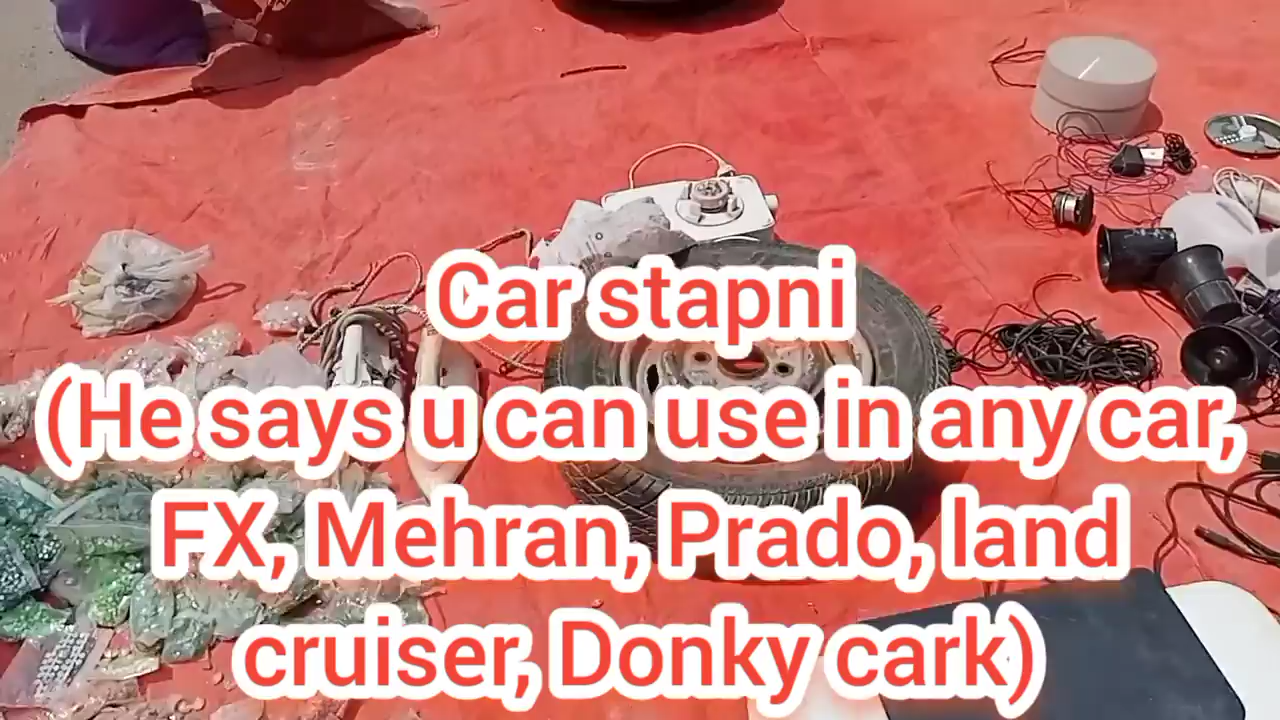 Car stapni
(He says u can use in any car,
FX, Mehran, Prado, land
cruiser, Donky cark)